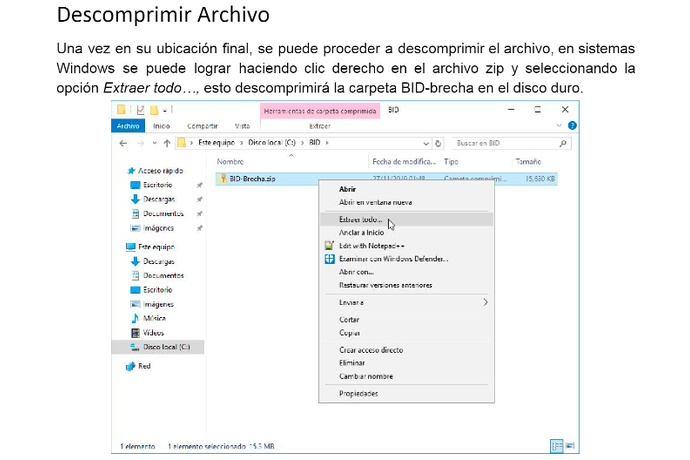 Descomprimir Archivo
Una vez en su ubicación final, se puede proceder a descomprimir el archivo, en sistemas
Windows se puede lograr haciendo clic derecho en el archivo zip y seleccionando la
opción Extraer todo…, esto descomprimirá la carpeta BID-brecha en el disco duro.
Herramientas de carpeta comprimida BID
Archivo Inicio Compartir Vista Extraer
Este equipo > Disco local (C:) > BID > Buscar en BID
Nombre Fecha de modifica... Tipo Tamaño
Acceso rápido
Escritorio
Descargas
Documentos
Imágenes
Este equipo
Descargas
Documentos
Escritorio
Imágenes
Música
Vídeos
Disco local (C:)
Red
BID-Brecha.zip Carpeta comprimi... 15,630 KB
Abrir
Abrir en ventana nueva
Extraer todo...
Anclar a Inicio
Edit with Notepad++
Examinar con Windows Defender...
Abrir con...
Restaurar versiones anteriores
Enviar a
Cortar
Copiar
Crear acceso directo
Eliminar
Cambiar nombre
Propiedades
1 elemento 1 elemento seleccionado 15.3 MB